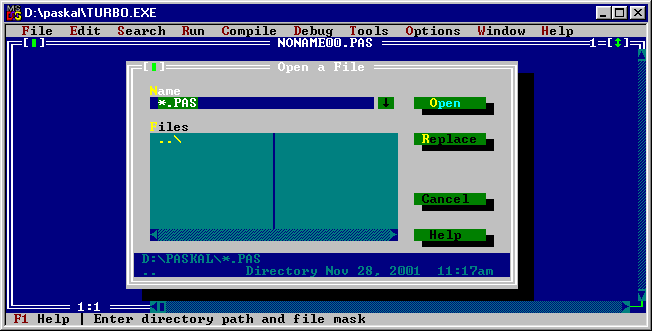 D:\paskal\TURBO.EXE
File Edit Search Run Compile Debug Tools Options Window Help
NONAME00.PAS 1
Open a File
Name
*.PAS
Open
Files
..\
Replace
Cancel
Help
D:\PASKAL\*.PAS
.. Directory Nov 28, 2001 11:17am
1:1
F1 Help | Enter directory path and file mask